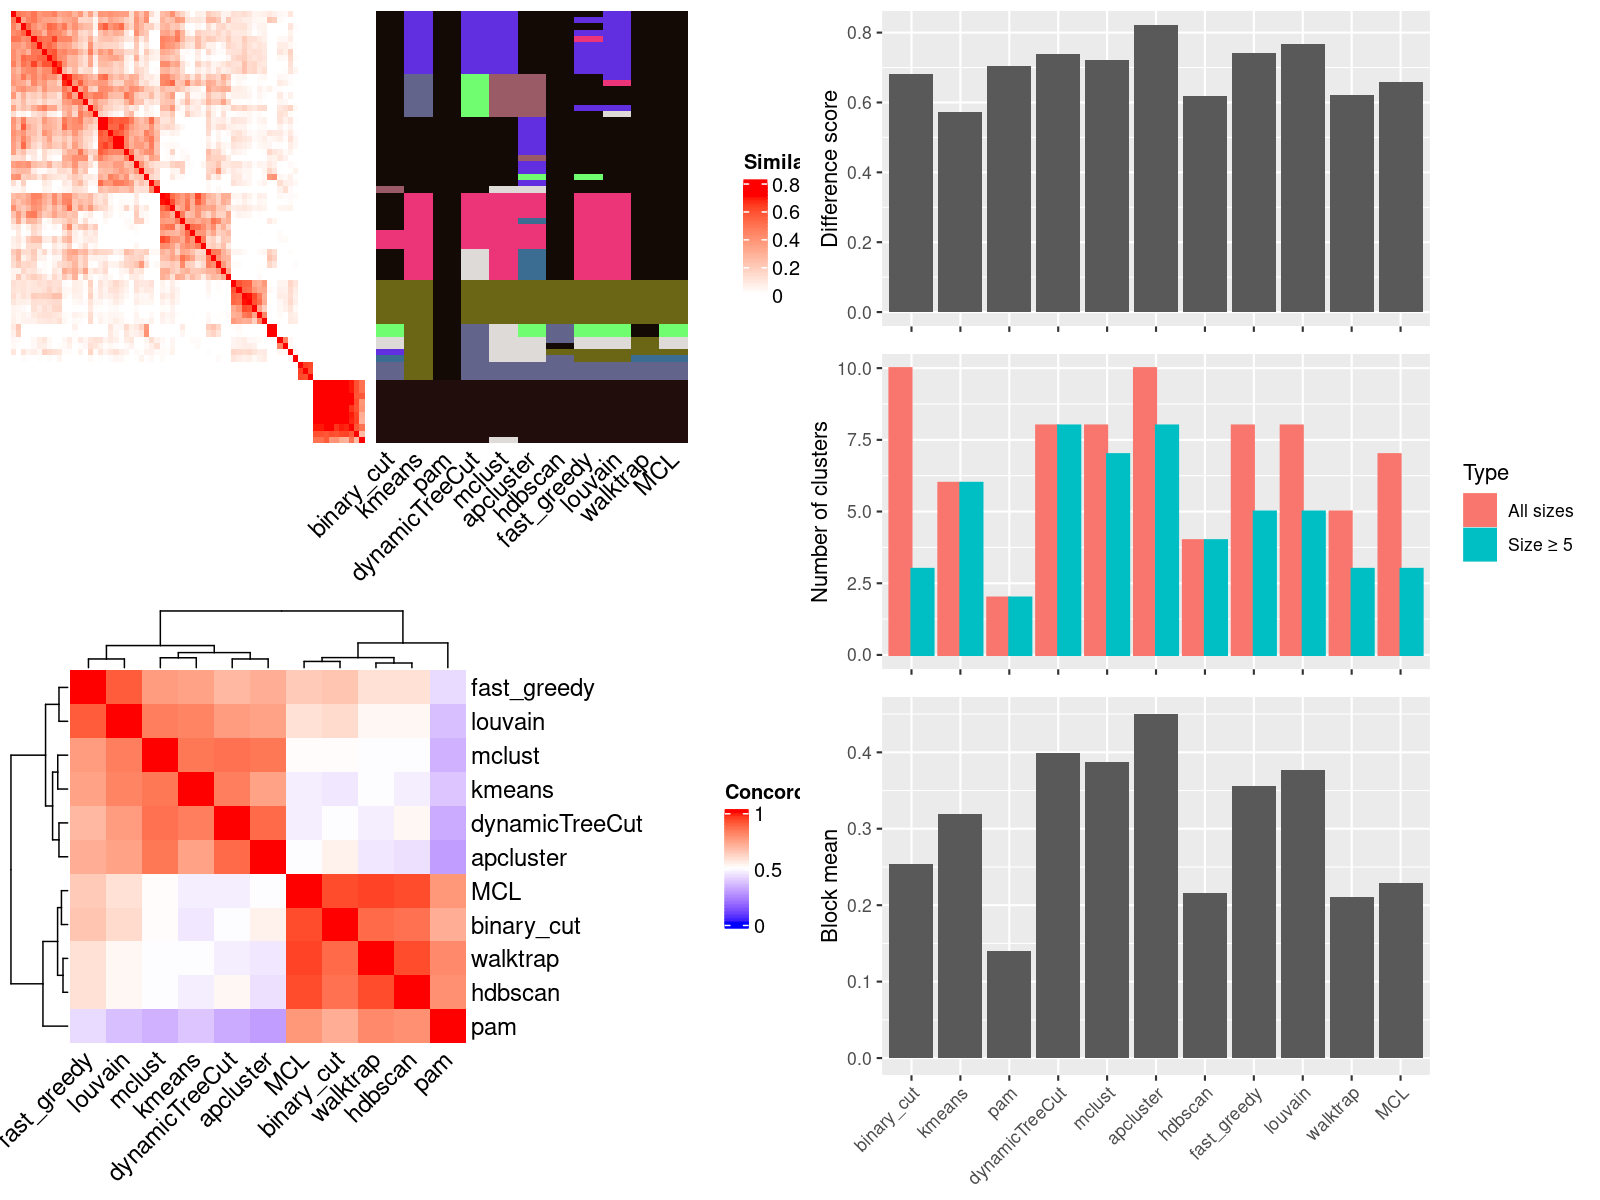 Simila
0.8
0.6
0.4
0.2
0
binary_cut
kmeans
pam
dynamicTreeCut
mclust
apcluster
hdbscan
fast_greedy
louvain
walktrap
MCL
fast_greedy
louvain
mclust
kmeans
dynamicTreeCut
apcluster
MCL
binary_cut
walktrap
hdbscan
pam
fast_greedy
louvain
mclust
kmeans
dynamicTreeCut
apcluster
MCL
binary_cut
walktrap
hdbscan
pam
Concord
1
0.5
0
Difference score
0.8
0.6
0.4
0.2
0.0
Number of clusters
10.0
7.5
5.0
2.5
0.0
Type
All sizes
Size ≥ 5
Block mean
0.4
0.3
0.2
0.1
0.0
binary_cut
kmeans
pam
dynamicTreeCut
mclust
apcluster
hdbscan
fast_greedy
louvain
walktrap
MCL